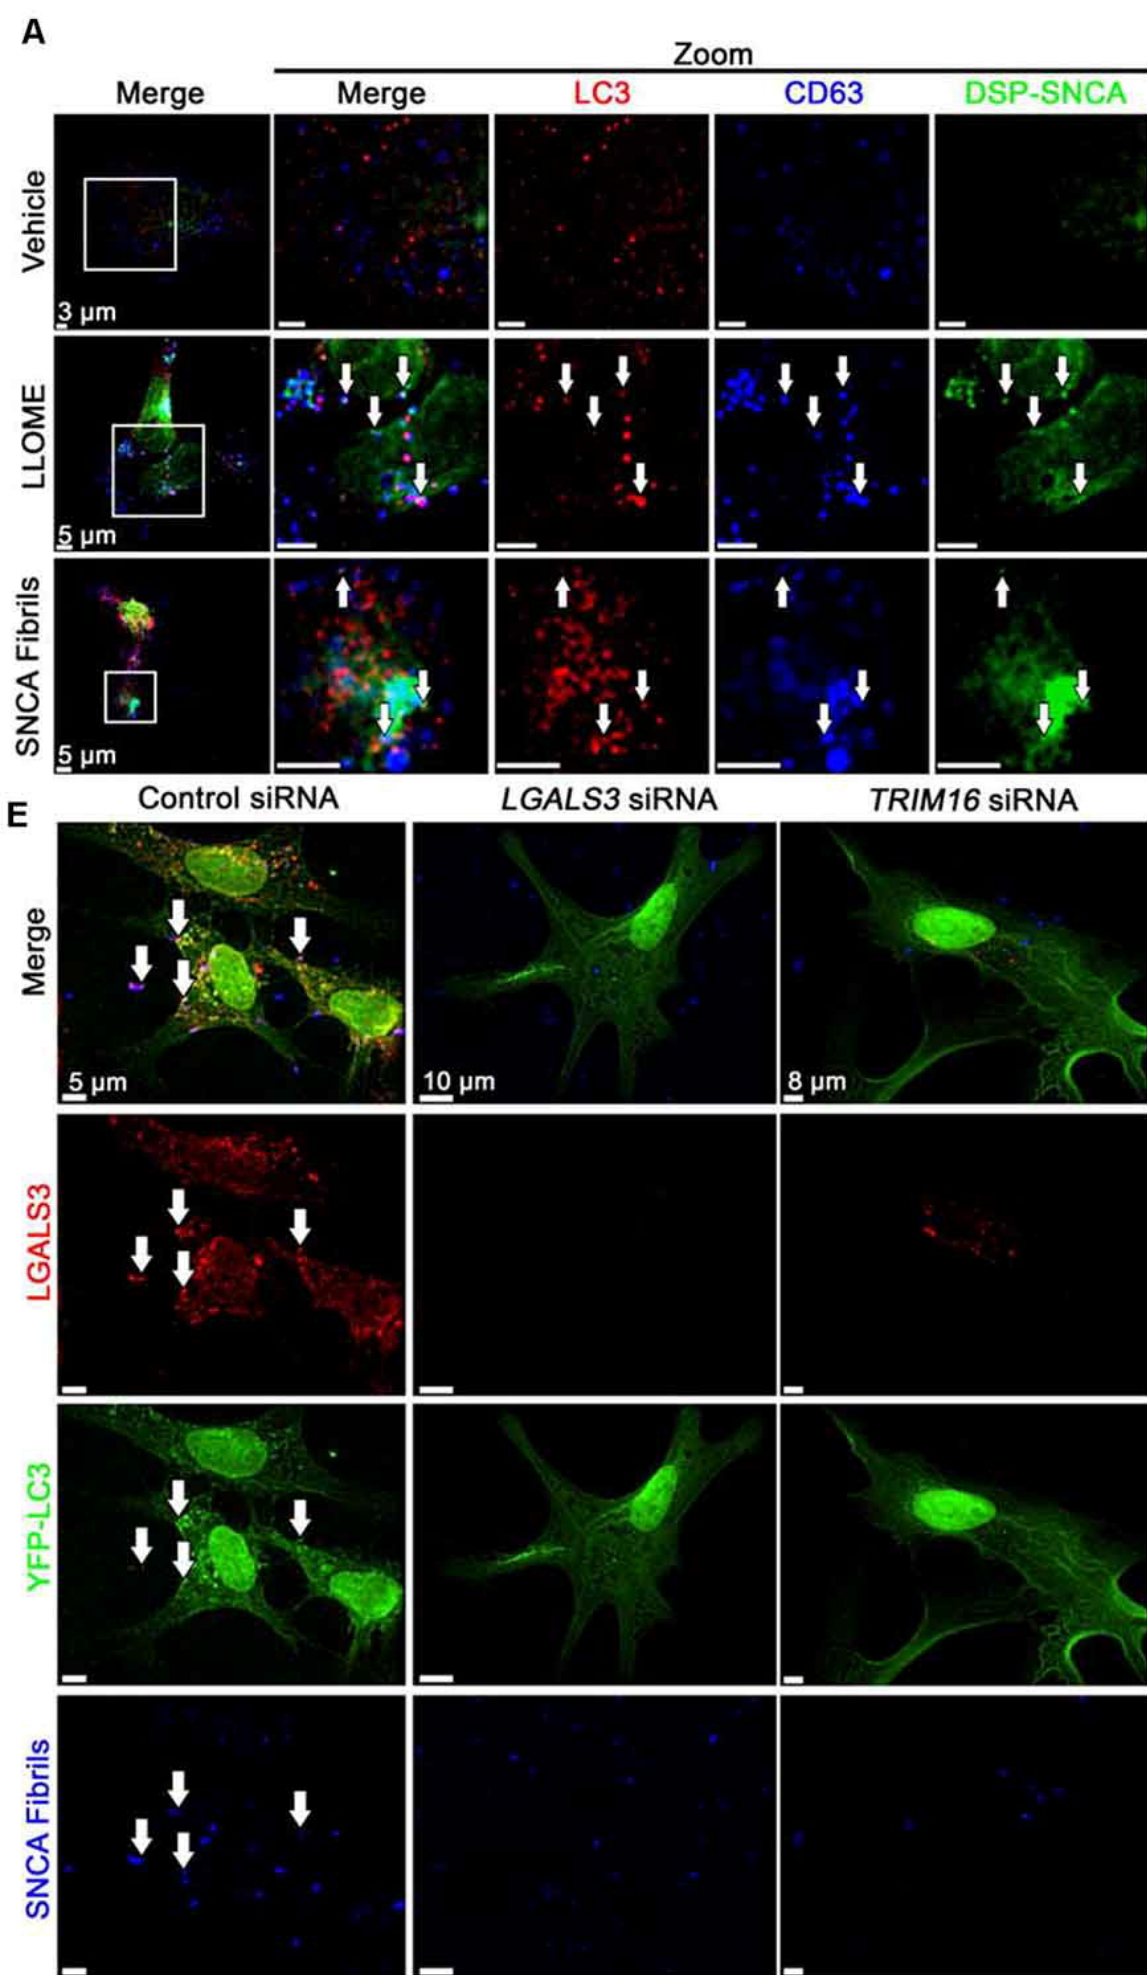 A
Zoom
Merge Merge LC3 CD63 DSP-SNCA
Vehicle
3 μm
LLOME
5 μm
SNCA Fibrils
5 μm
E
Control siRNA LGALS3 siRNA TRIM16 siRNA
Merge
5 μm 10 μm 8 μm
LGALS3
YFP-LC3
SNCA Fibrils